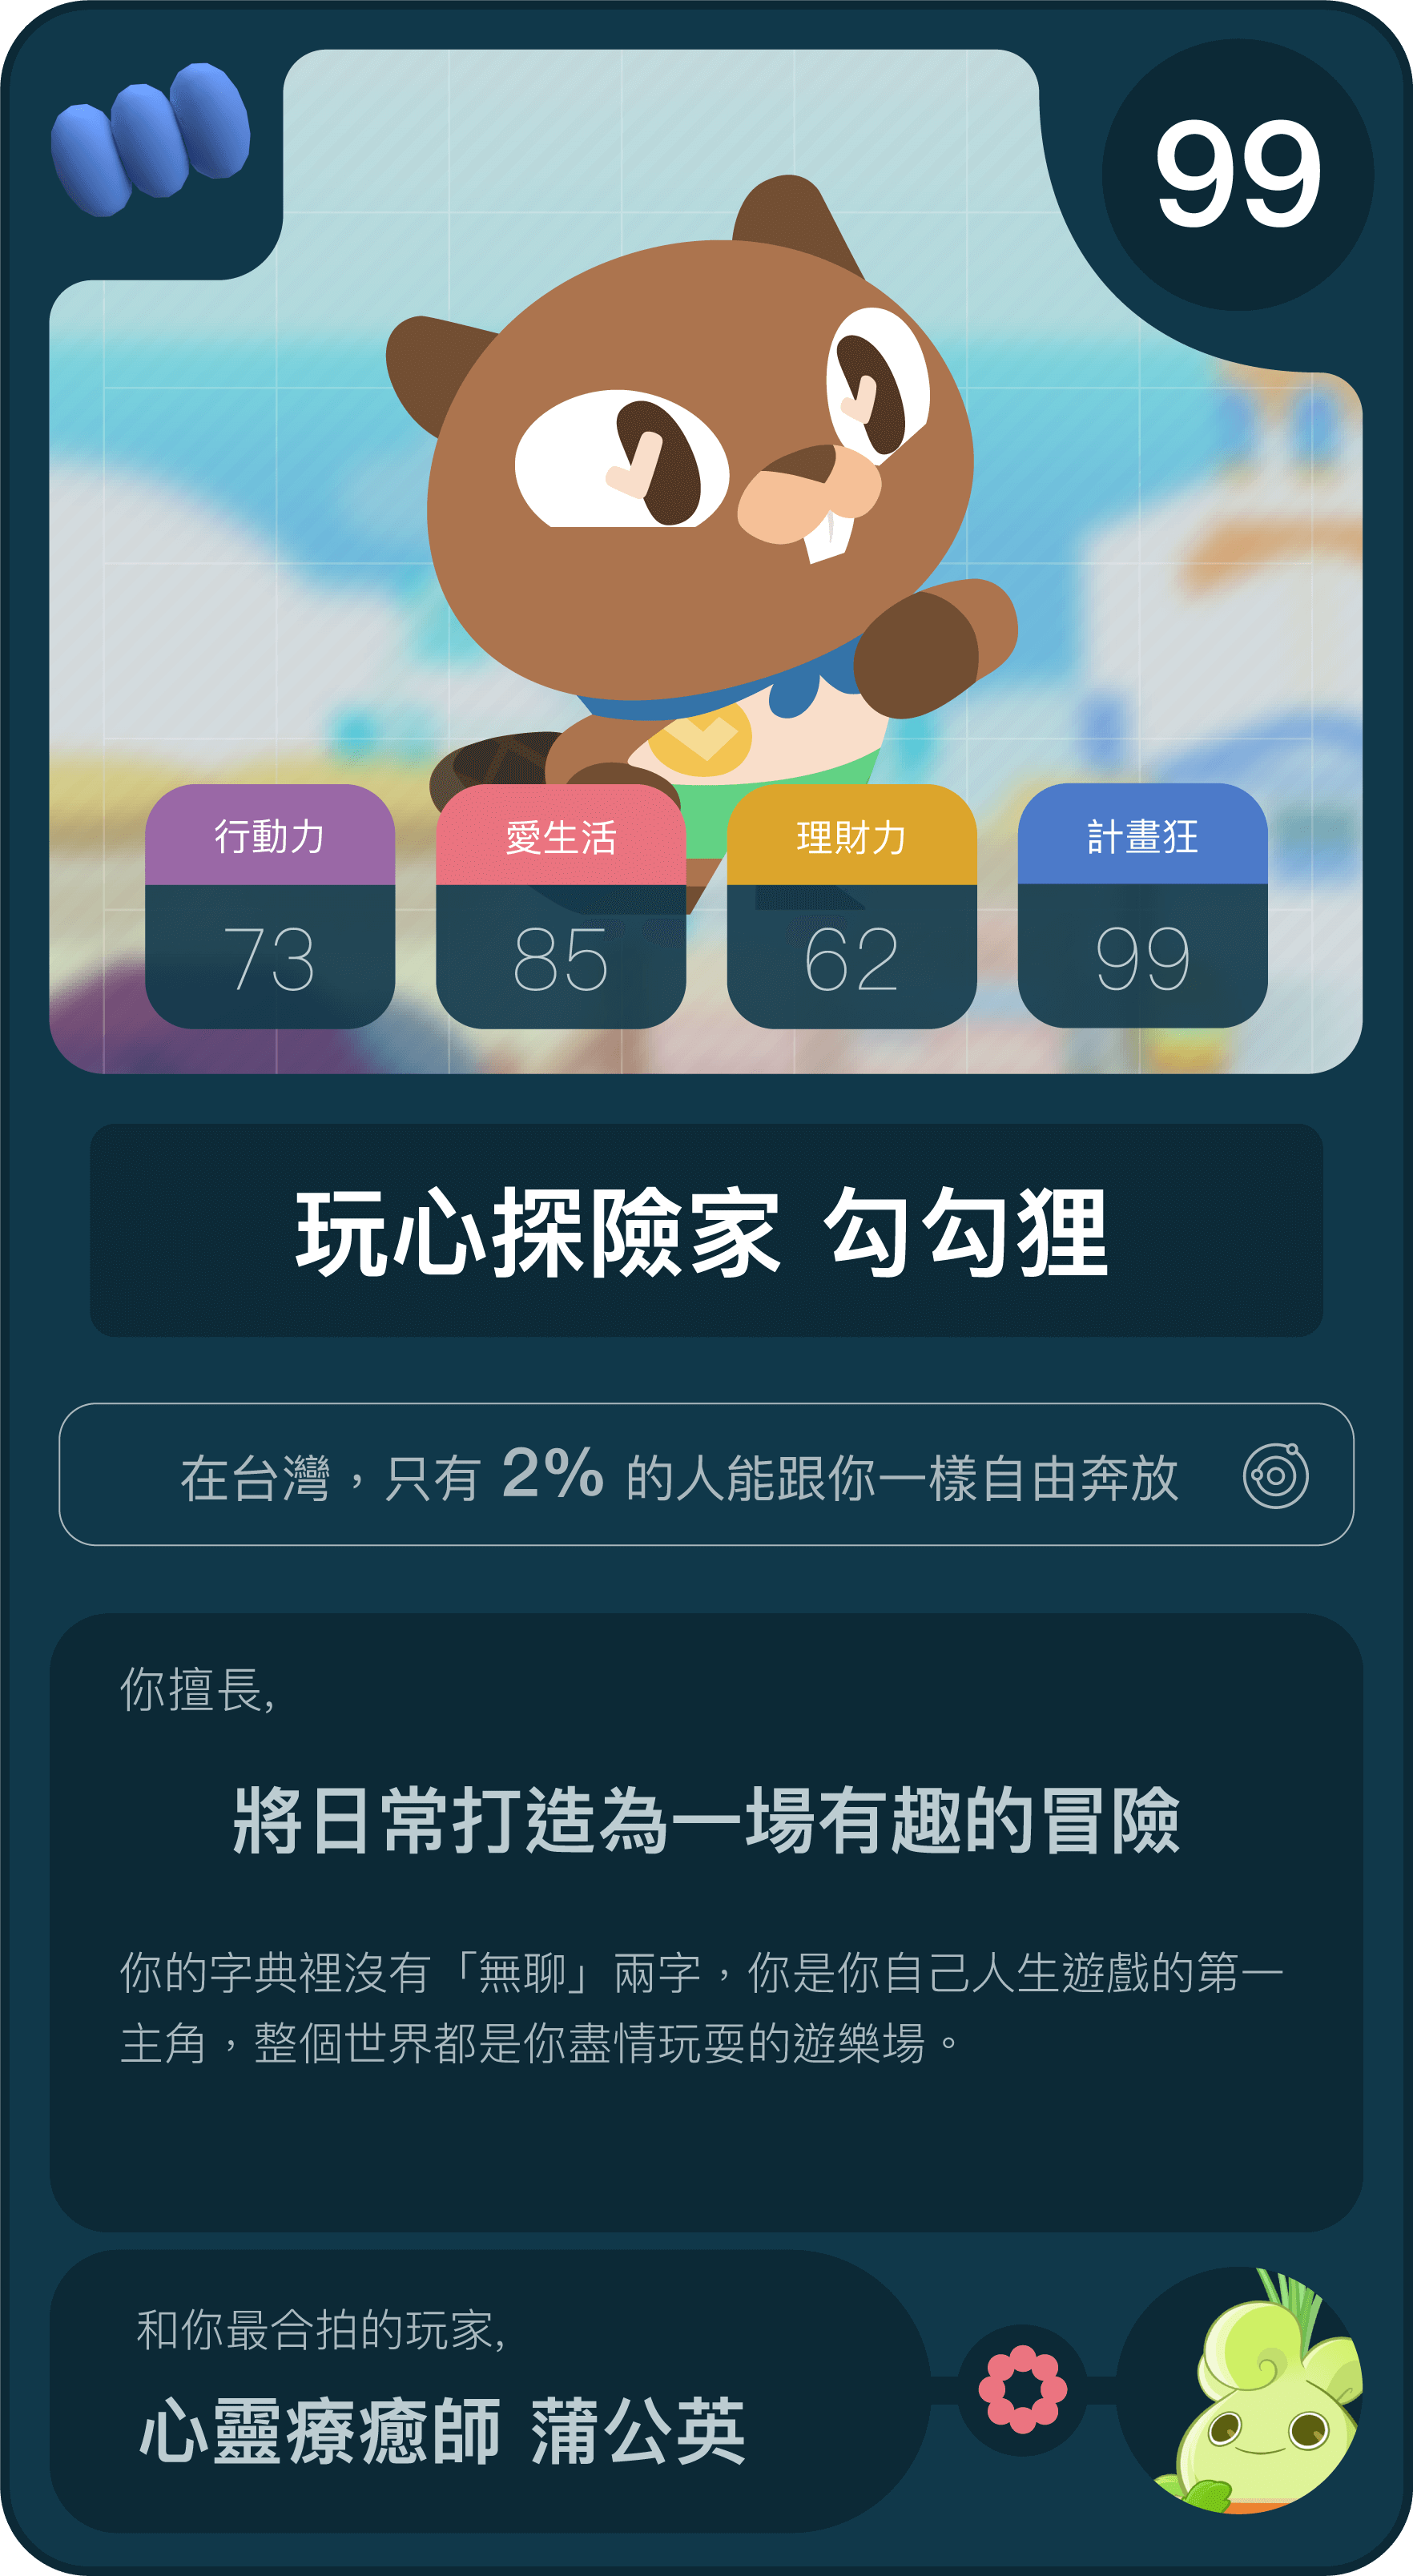 99
行動力
愛生活
理財力
計畫狂
73
85
62
99
玩心探險家 勾勾狸
在台灣，只有 2% 的人能跟你一樣自由奔放
你擅長,
將日常打造為一場有趣的冒險
你的字典裡沒有「無聊」兩字，你是你自己人生遊戲的第一
主角，整個世界都是你盡情玩耍的遊樂場。
和你最合拍的玩家,
心靈療癒師 蒲公英